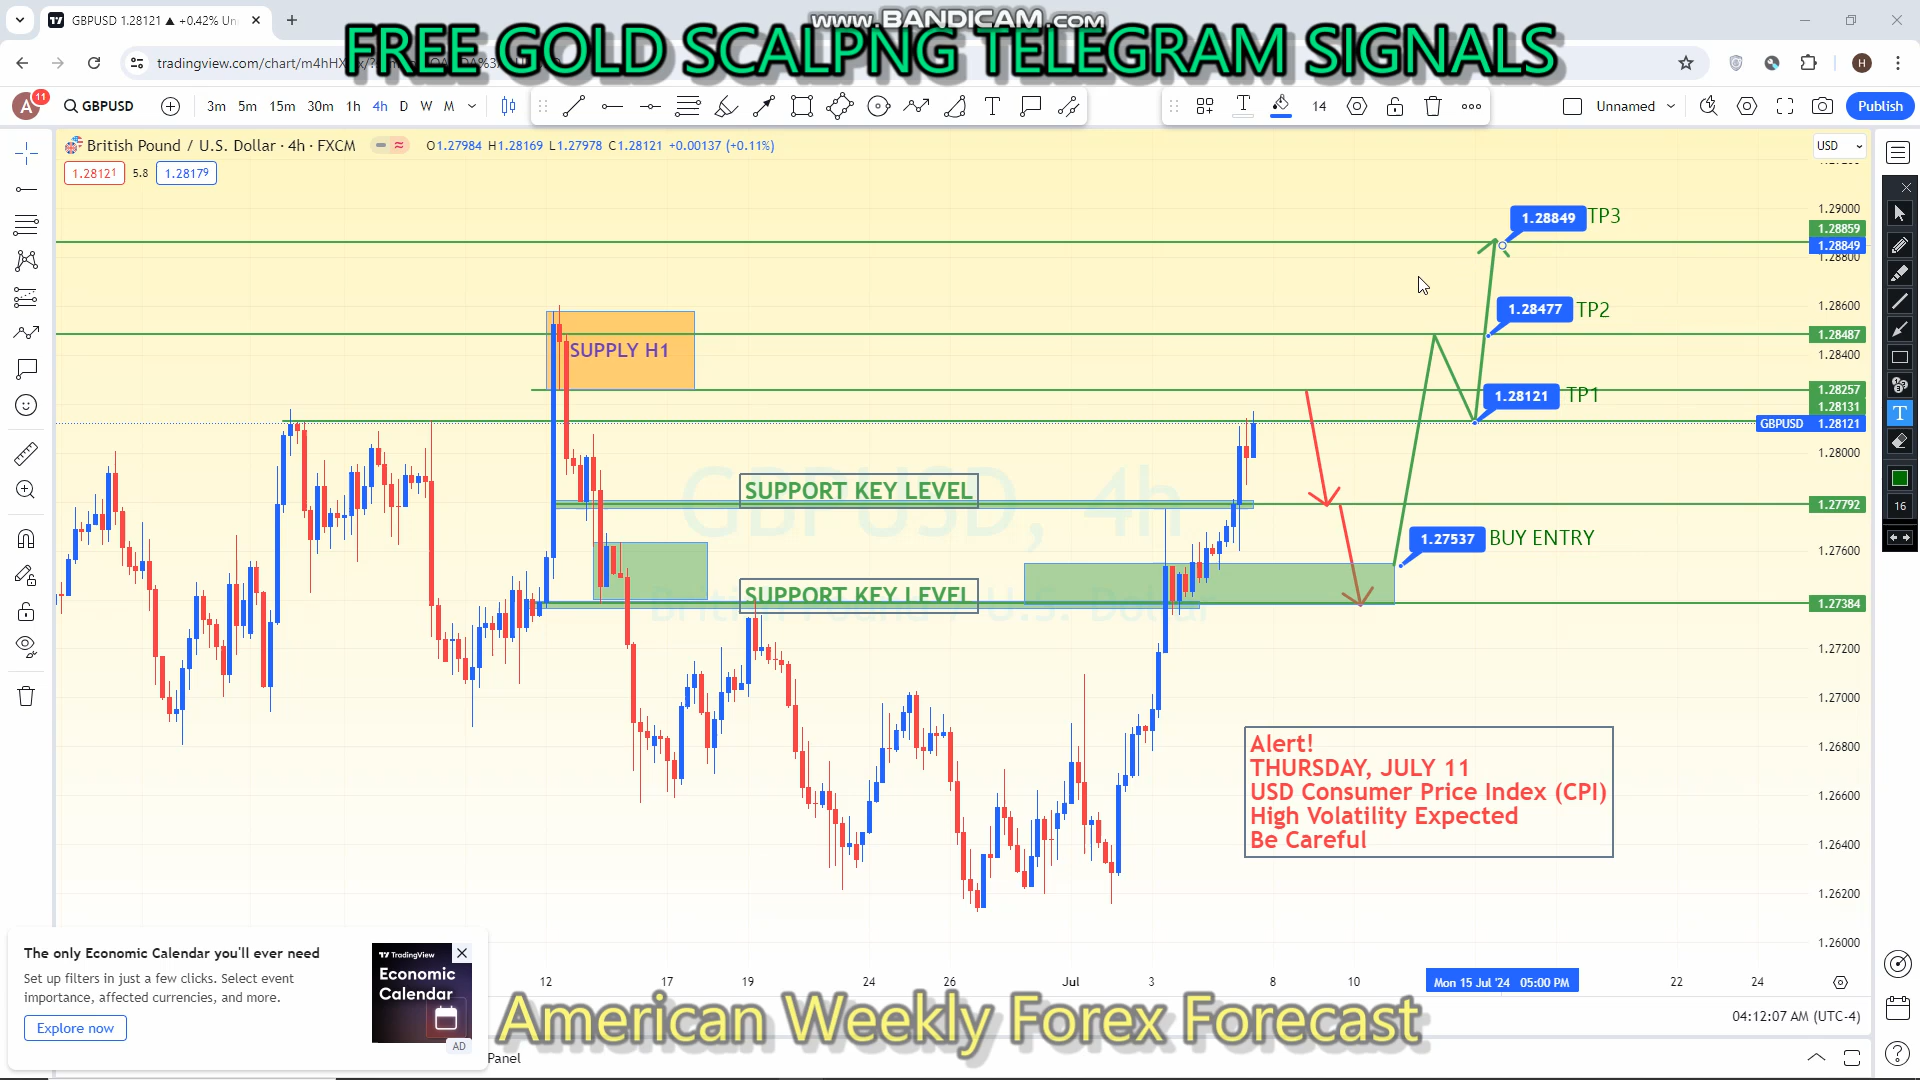 GBPUSD 1.28121 ▲ +0.42% Un
www.BANDICAM.com
FREE GOLD SCALPNG TELEGRAM SIGNALS
tradingview.com/chart/m4hHX
A
11
GBPUSD
3m 5m 15m 30m 1h 4h D W M
14
Unnamed
Publish
H
British Pound / U.S. Dollar · 4h · FXCM
O1.27984 H1.28169 L1.27978 C1.28121 +0.00137 (+0.11%)
USD
1.28121
5.8
1.28179
1.29000
1.28849
TP3
1.28859
1.28849
1.28800
1.28600
1.28477
TP2
1.28487
SUPPLY H1
1.28400
1.28257
1.28121
TP1
1.28131
GBPUSD 1.28121
1.28000
SUPPORT KEY LEVEL
GBPUSD, 4h
1.27792
16
1.27537
BUY ENTRY
1.27600
SUPPORT KEY LEVEL
British Pound / U.S. Dollar
1.27384
1.27200
1.27000
Alert!
THURSDAY, JULY 11
USD Consumer Price Index (CPI)
High Volatility Expected
Be Careful
1.26800
1.26600
1.26400
1.26200
1.26000
The only Economic Calendar you'll ever need
Set up filters in just a few clicks. Select event
importance, affected currencies, and more.
Explore now
TradingView
Economic
Calendar
AD
12 17 19 24 26 Jul 3 8 10 Mon 15 Jul '24 05:00 PM 22 24
American Weekly Forex Forecast
04:12:07 AM (UTC-4)
Panel